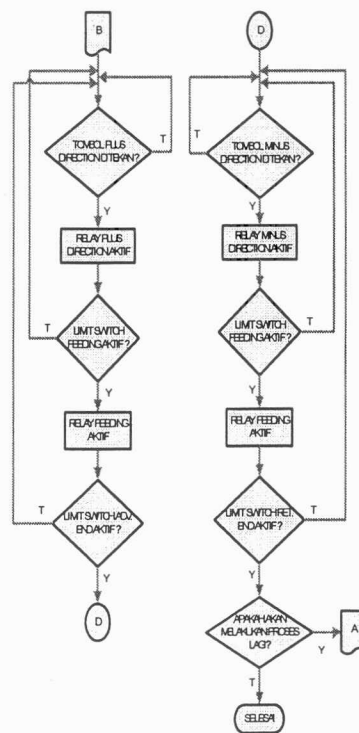 B
TOMBOL PLUS
DIRECTION DITEKAN?
T
Y
RELAY PLUS
DIRECTION AKTIF
LIMIT SWITCH
FEEDING AKTIF?
T
Y
RELAY FEEDING
AKTIF
LIMIT SWITCH ADV.
END AKTIF?
T
Y
D
D
TOMBOL MINUS
DIRECTION DITEKAN?
T
Y
RELAY MINUS
DIRECTION AKTIF
LIMIT SWITCH
FEEDING AKTIF?
T
Y
RELAY FEEDING
AKTIF
LIMIT SWITCH RET.
END AKTIF?
T
Y
APAKAH AKAN
MELAKUKAN PROSES
LAGI?
Y
A
T
SELESAI